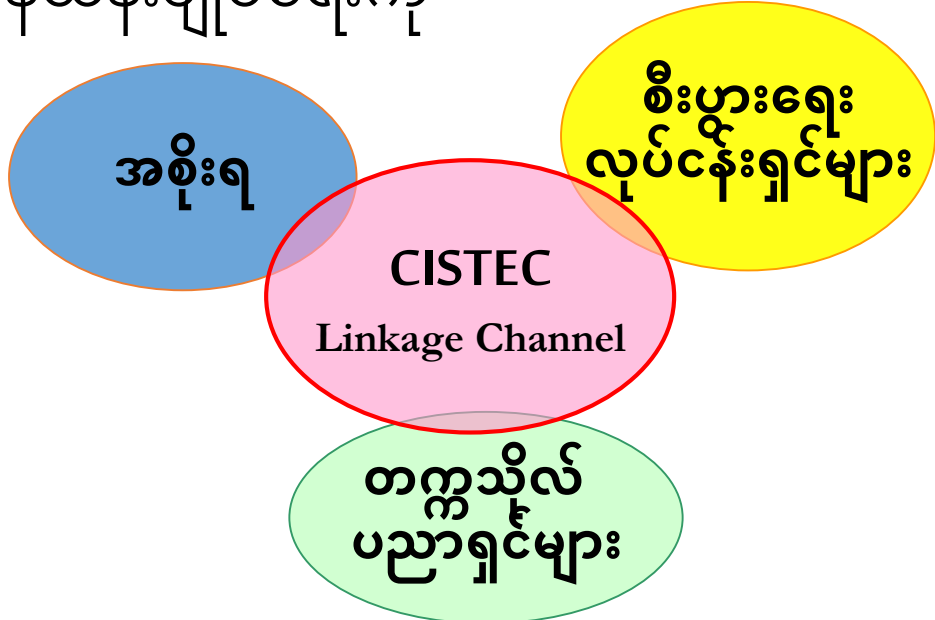 အစိုးရ
စီးပွားရေး
လုပ်ငန်းရှင်များ
CISTEC
Linkage Channel
တက္ကသိုလ်
ပညာရှင်များ